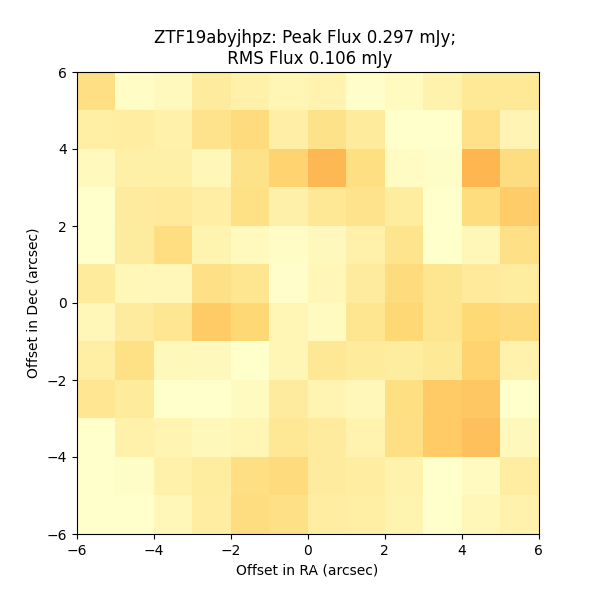 ZTF19abyjhpz: Peak Flux 0.297 mJy;
RMS Flux 0.106 mJy
6
4
2
0
−2
−4
−6
Offset in Dec (arcsec)
−6 −4 −2 0 2 4 6
Offset in RA (arcsec)